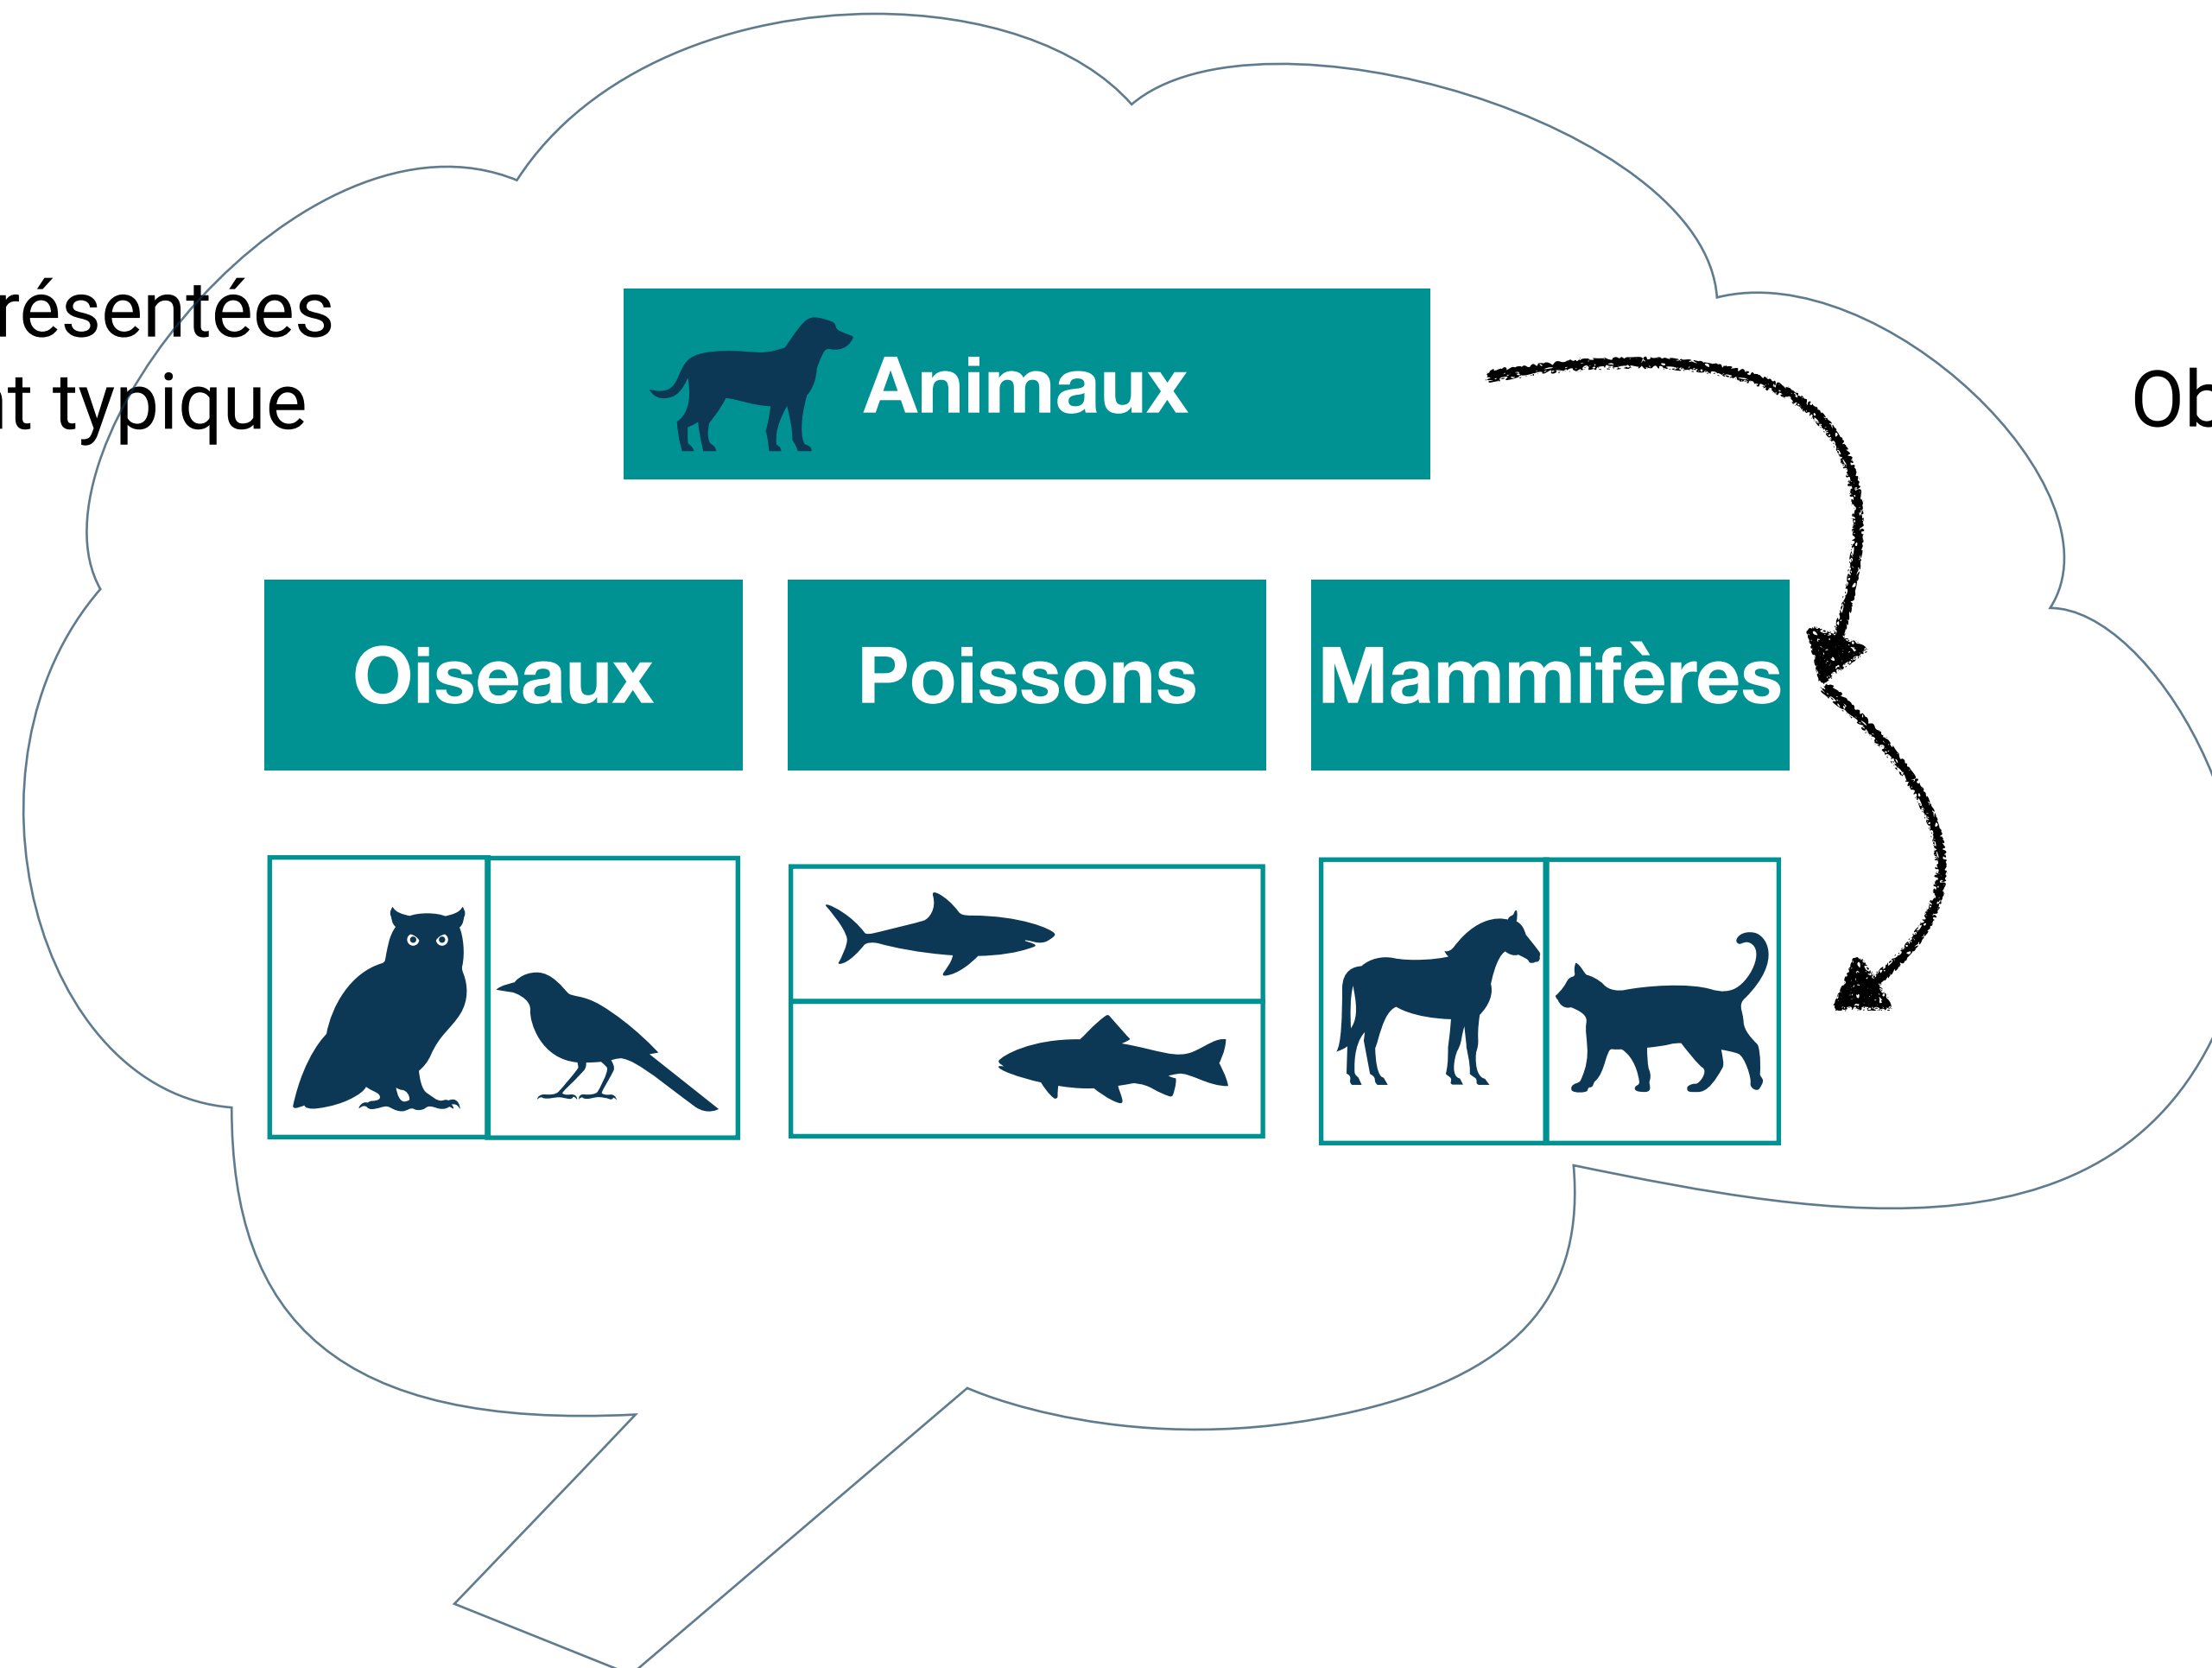 résentées
t typique
Animaux
Ob
Oiseaux
Poissons
Mammifères